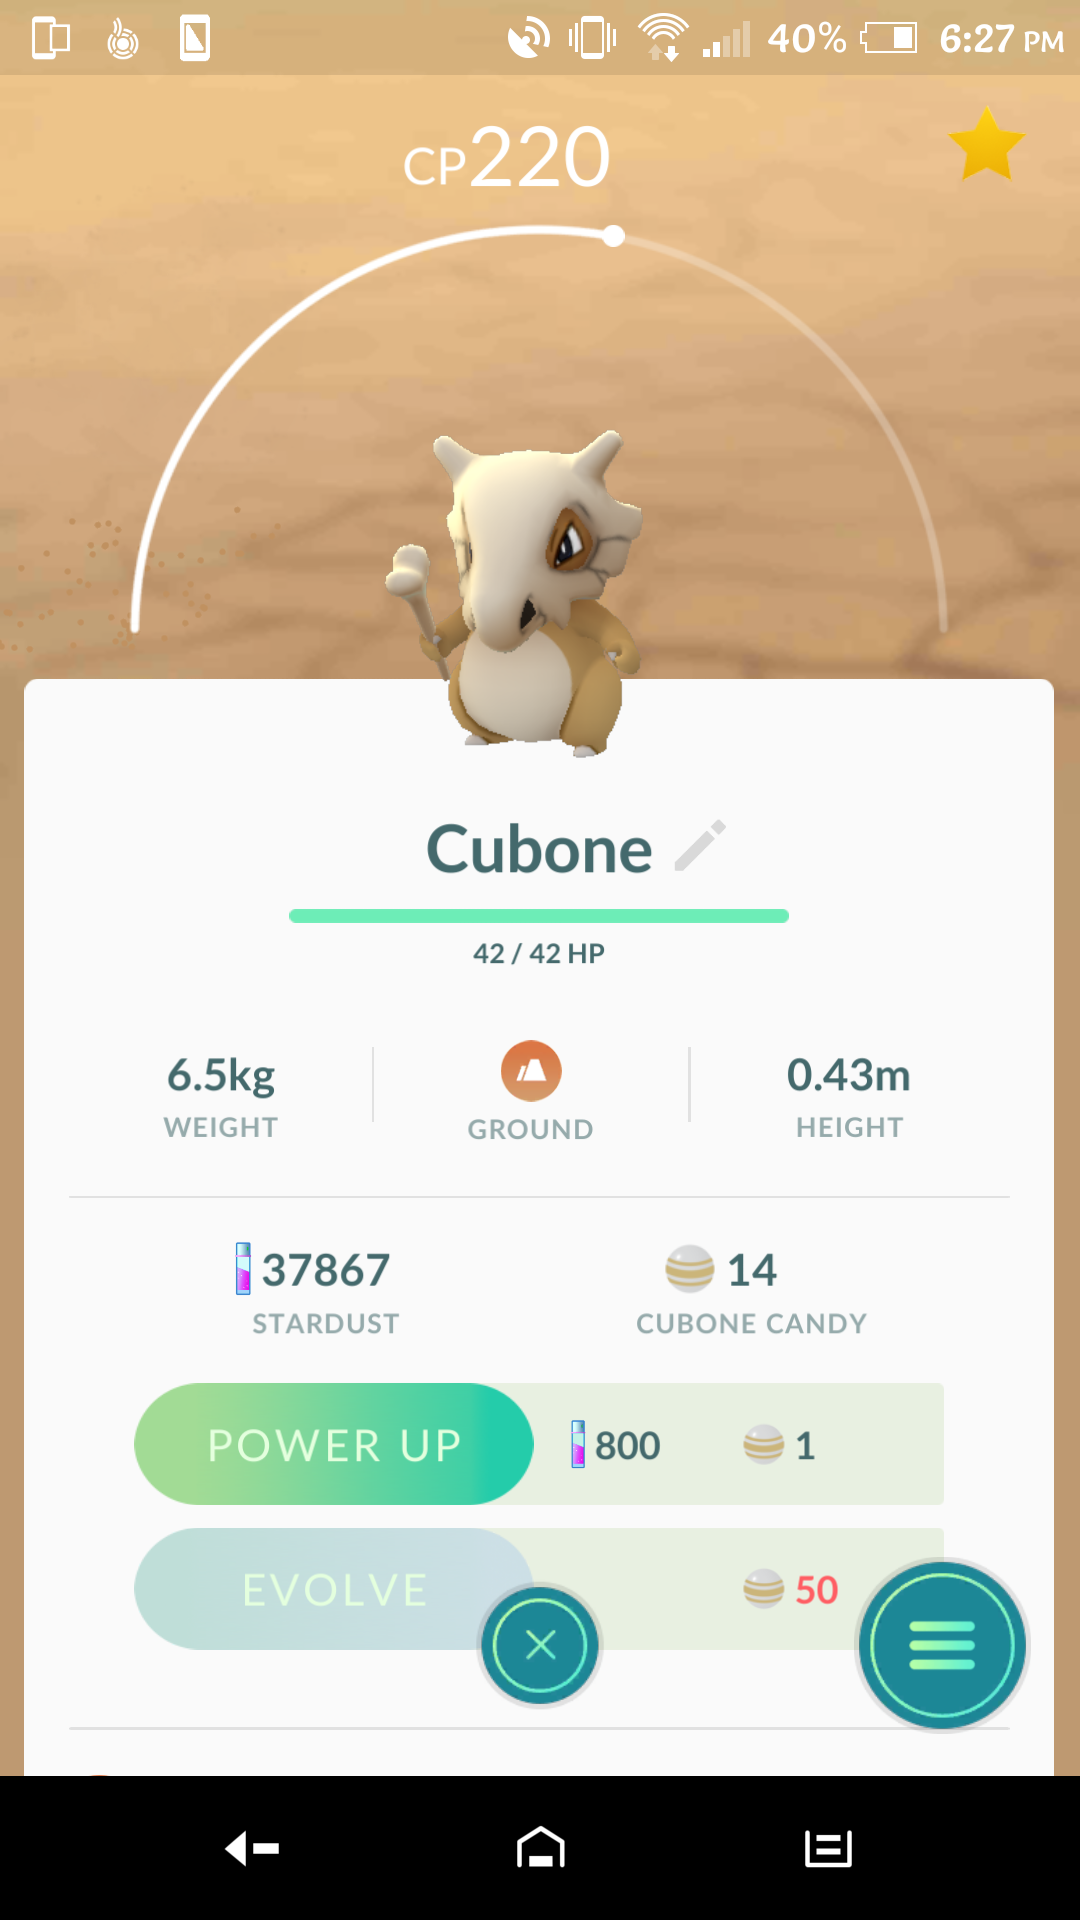 40% 6:27 PM
CP220
Cubone
42 / 42 HP
6.5kg
WEIGHT
GROUND
0.43m
HEIGHT
37867
STARDUST
14
CUBONE CANDY
POWER UP 800 1
EVOLVE 50